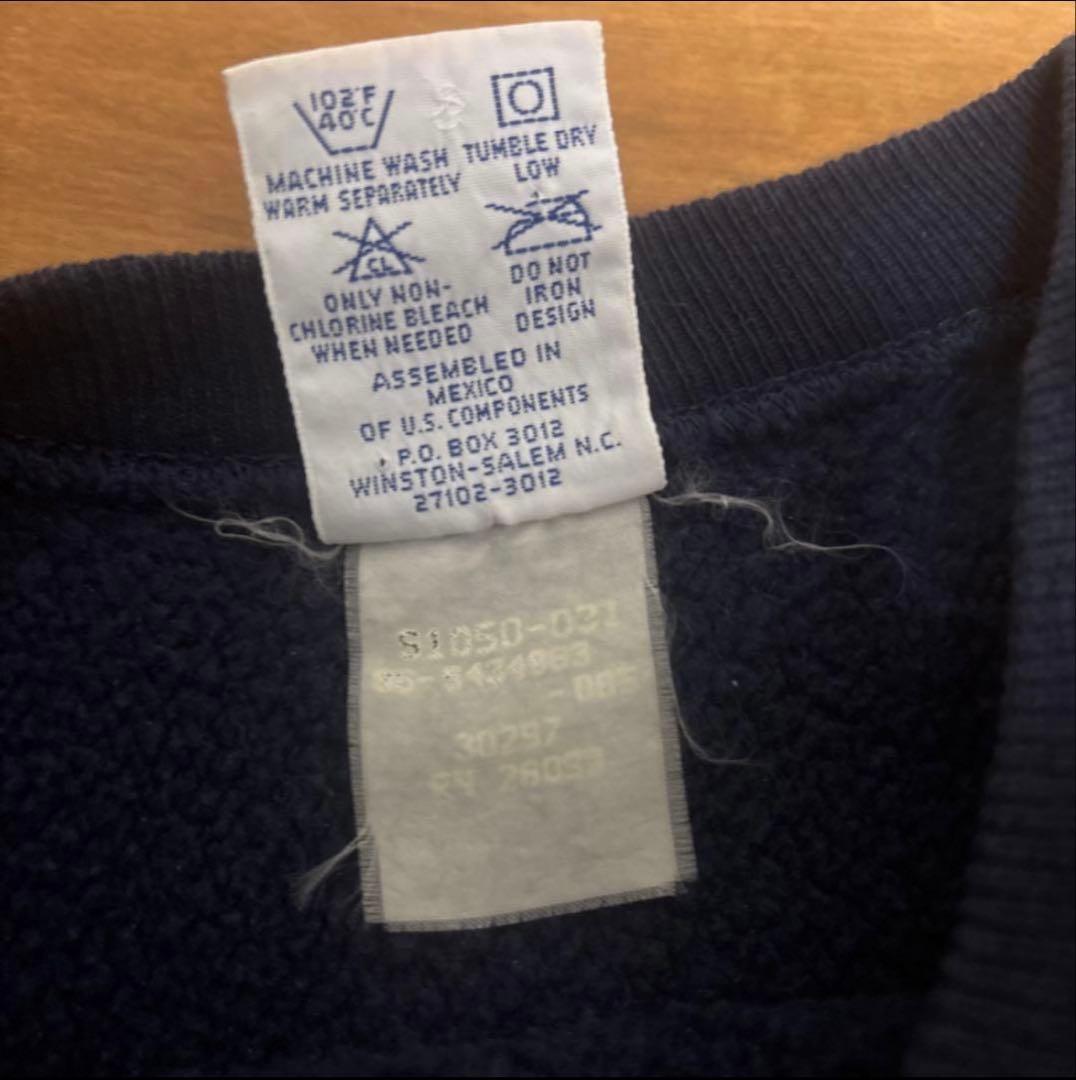 102°F
40°C
MACHINE WASH
WARM SEPARATELY
TUMBLE DRY
LOW
CL
ONLY NON-
CHLORINE BLEACH
WHEN NEEDED
DO NOT
IRON
DESIGN
ASSEMBLED IN
MEXICO
OF U.S. COMPONENTS
P.O. BOX 3012
WINSTON-SALEM N.C.
27102-3012
S1050-031
30297